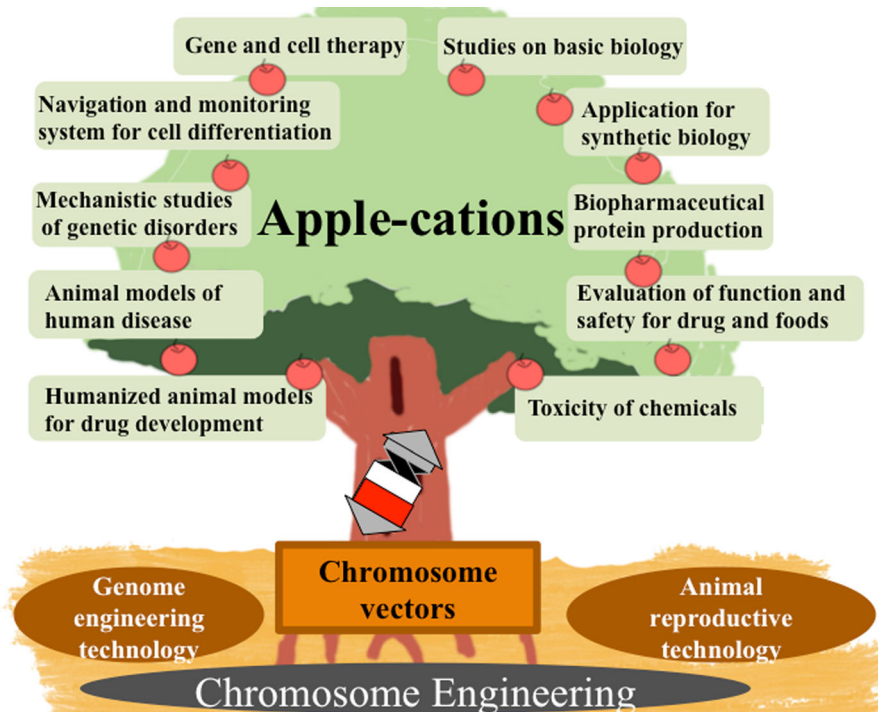 Gene and cell therapy
Studies on basic biology
Navigation and monitoring
system for cell differentiation
Application for
synthetic biology
Mechanistic studies
of genetic disorders
Apple-cations
Biopharmaceutical
protein production
Animal models of
human disease
Evaluation of function and
safety for drug and foods
Humanized animal models
for drug development
Toxicity of chemicals
Chromosome
vectors
Genome
engineering
technology
Animal
reproductive
technology
Chromosome Engineering